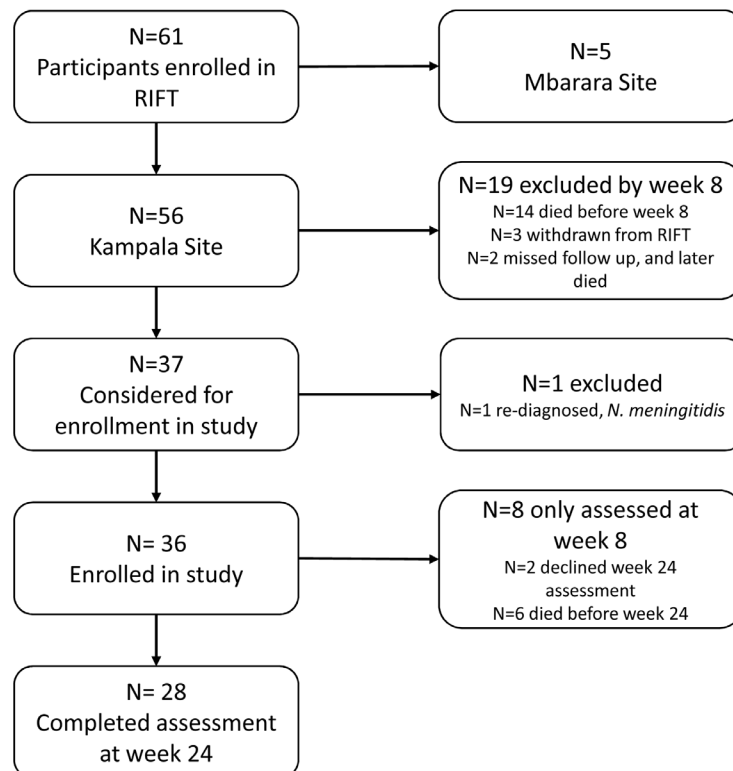 N=61
Participants enrolled in
RIFT
N=5
Mbarara Site
N=56
Kampala Site
N=19 excluded by week 8
N=14 died before week 8
N=3 withdrawn from RIFT
N=2 missed follow up, and later
died
N=37
Considered for
enrollment in study
N=1 excluded
N=1 re-diagnosed, N. meningitidis
N= 36
Enrolled in study
N=8 only assessed at
week 8
N=2 declined week 24
assessment
N=6 died before week 24
N= 28
Completed assessment
at week 24